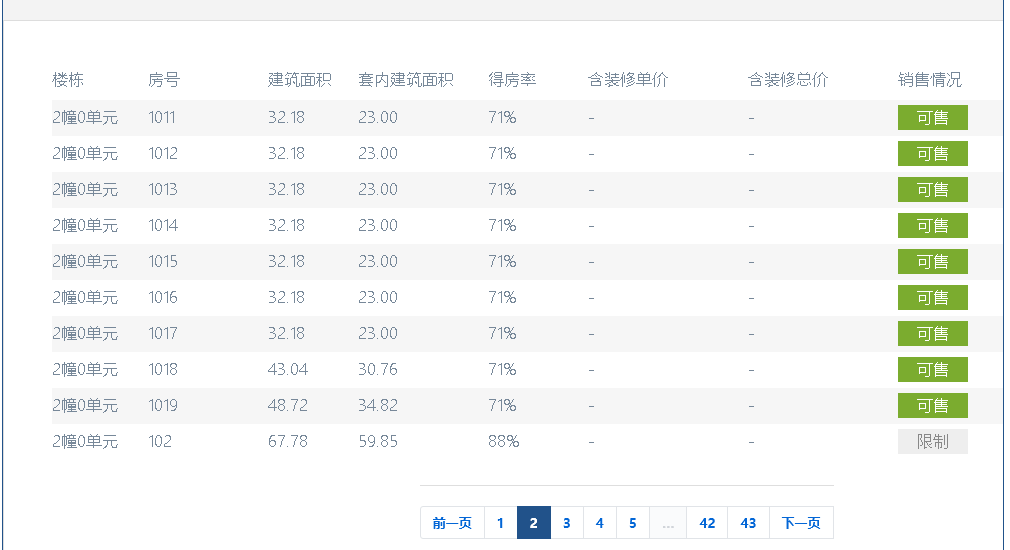 楼栋 房号 建筑面积 套内建筑面积 得房率 含装修单价 含装修总价 销售情况
2幢0单元 1011 32.18 23.00 71% - - 可售
2幢0单元 1012 32.18 23.00 71% - - 可售
2幢0单元 1013 32.18 23.00 71% - - 可售
2幢0单元 1014 32.18 23.00 71% - - 可售
2幢0单元 1015 32.18 23.00 71% - - 可售
2幢0单元 1016 32.18 23.00 71% - - 可售
2幢0单元 1017 32.18 23.00 71% - - 可售
2幢0单元 1018 43.04 30.76 71% - - 可售
2幢0单元 1019 48.72 34.82 71% - - 可售
2幢0单元 102 67.78 59.85 88% - - 限制
前一页 1 2 3 4 5 ... 42 43 下一页